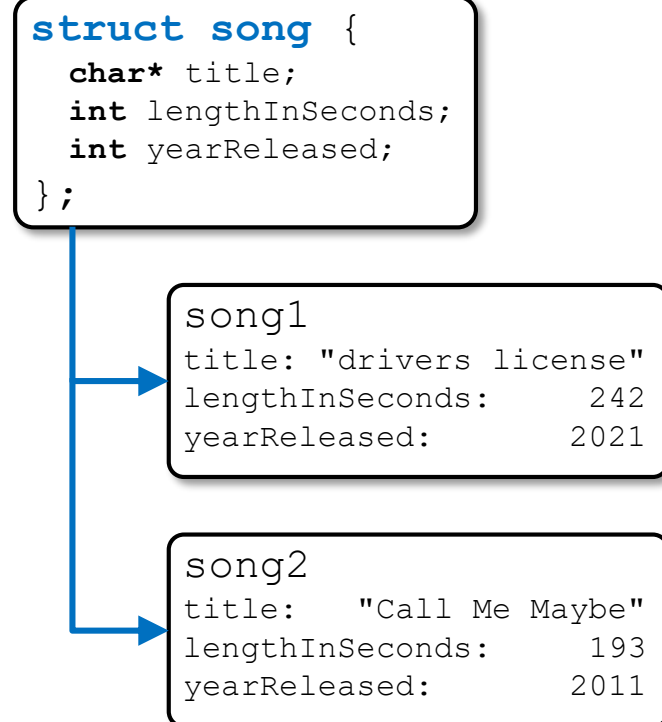 struct song {
char* title;
int lengthInSeconds;
int yearReleased;
};
song1
title: "drivers license"
lengthInSeconds: 242
yearReleased: 2021
song2
title: "Call Me Maybe"
lengthInSeconds: 193
yearReleased: 2011